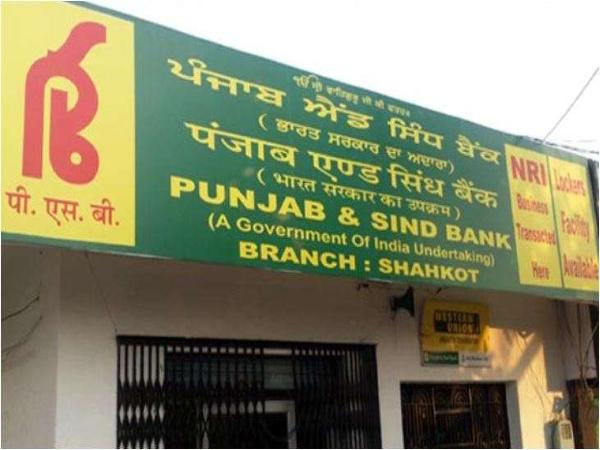 ੴ ਸ੍ਰੀ ਵਾਹਿਗੁਰੂ ਜੀ ਕੀ ਫਤਹਿ
ਪੰਜਾਬ ਐਂਡ ਸਿੰਧ ਬੈਂਕ
( ਭਾਰਤ ਸਰਕਾਰ ਦਾ ਅਦਾਰਾ )
पंजाब एण्ड सिंध बैंक
( भारत सरकार का उपक्रम )
PUNJAB & SIND BANK
(A Government Of India Undertaking)
BRANCH : SHAHKOT
पी. एस. बी.
NRI
Business
Transacted
Here
Lockers
Facility
Available
WESTERN
UNION